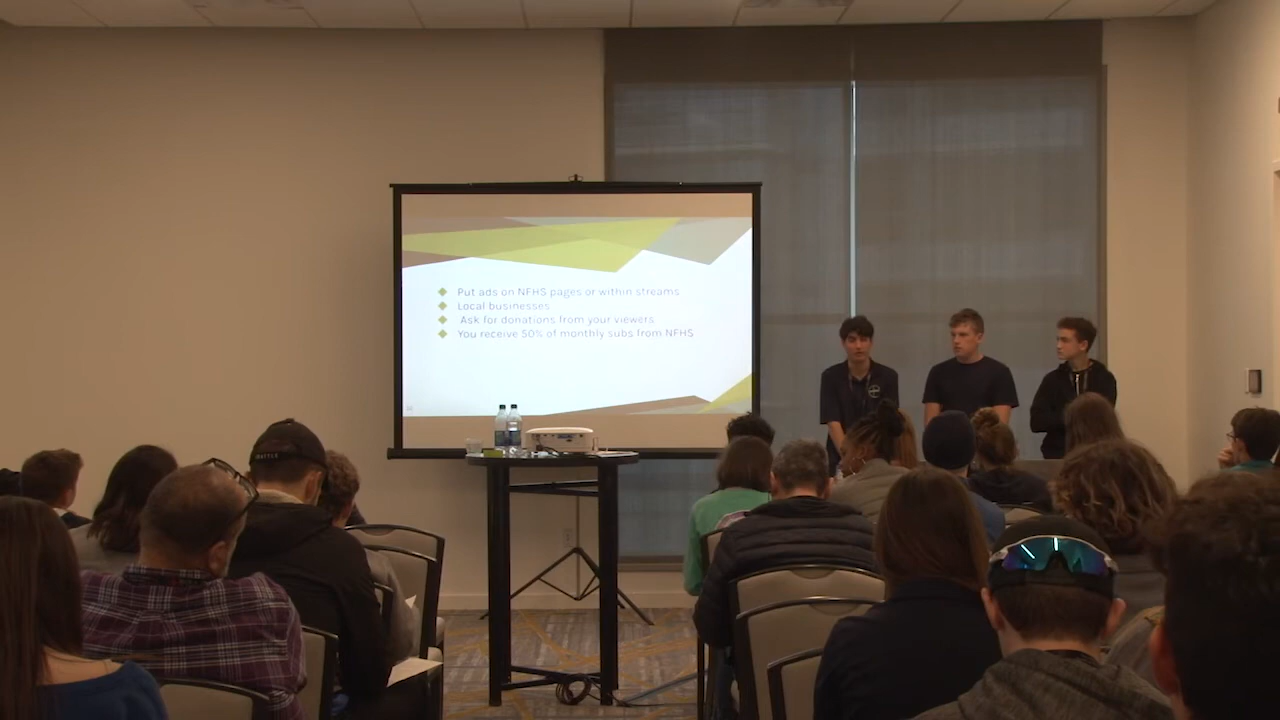 Put ads on NFHS pages or within streams
Local businesses
Ask for donations from your viewers
You receive 50% of monthly subs from NFHS
SEATTLE